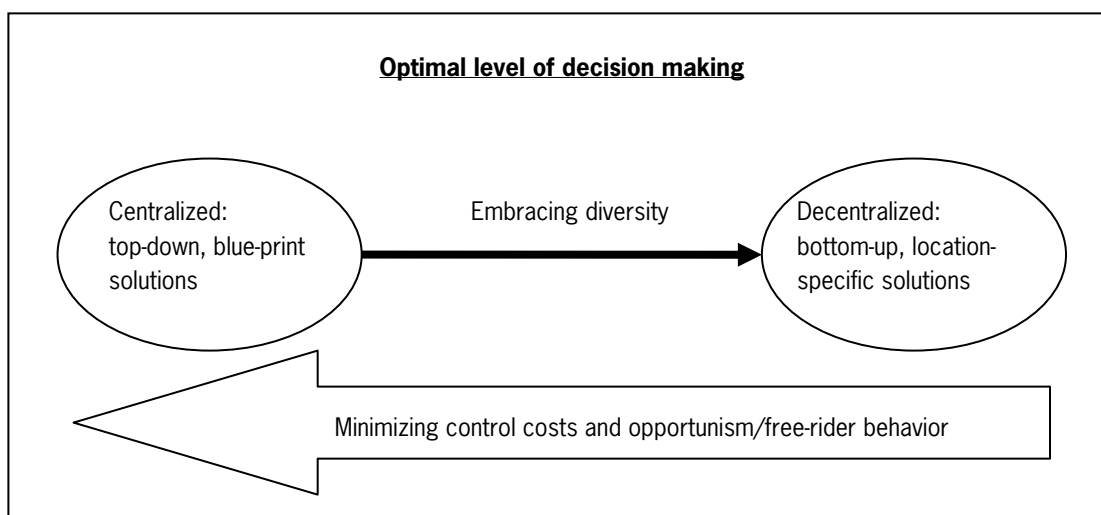 Optimal level of decision making
Centralized:
top-down, blue-print
solutions
Embracing diversity
Decentralized:
bottom-up, location-
specific solutions
Minimizing control costs and opportunism/free-rider behavior